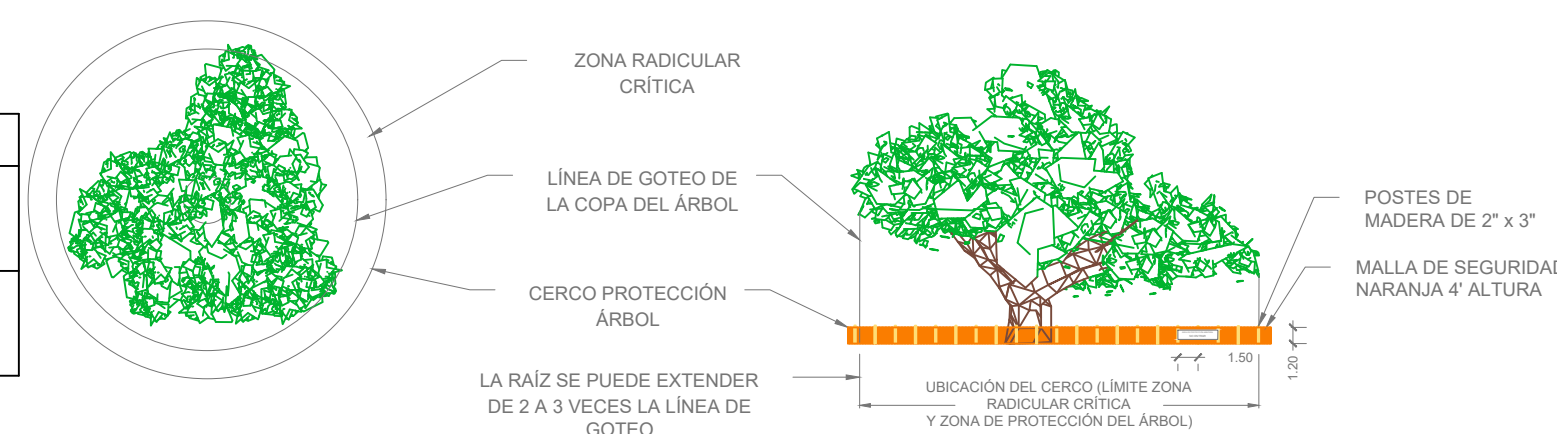 ZONA RADICULAR
CRÍTICA
LÍNEA DE GOTEO DE
LA COPA DEL ÁRBOL
CERCO PROTECCIÓN
ÁRBOL
LA RAÍZ SE PUEDE EXTENDER
DE 2 A 3 VECES LA LÍNEA DE
GOTEO
POSTES DE
MADERA DE 2" x 3"
MALLA DE SEGURIDAD
NARANJA 4' ALTURA
1.50
1.20
UBICACIÓN DEL CERCO (LÍMITE ZONA
RADICULAR CRÍTICA
Y ZONA DE PROTECCIÓN DEL ÁRBOL)